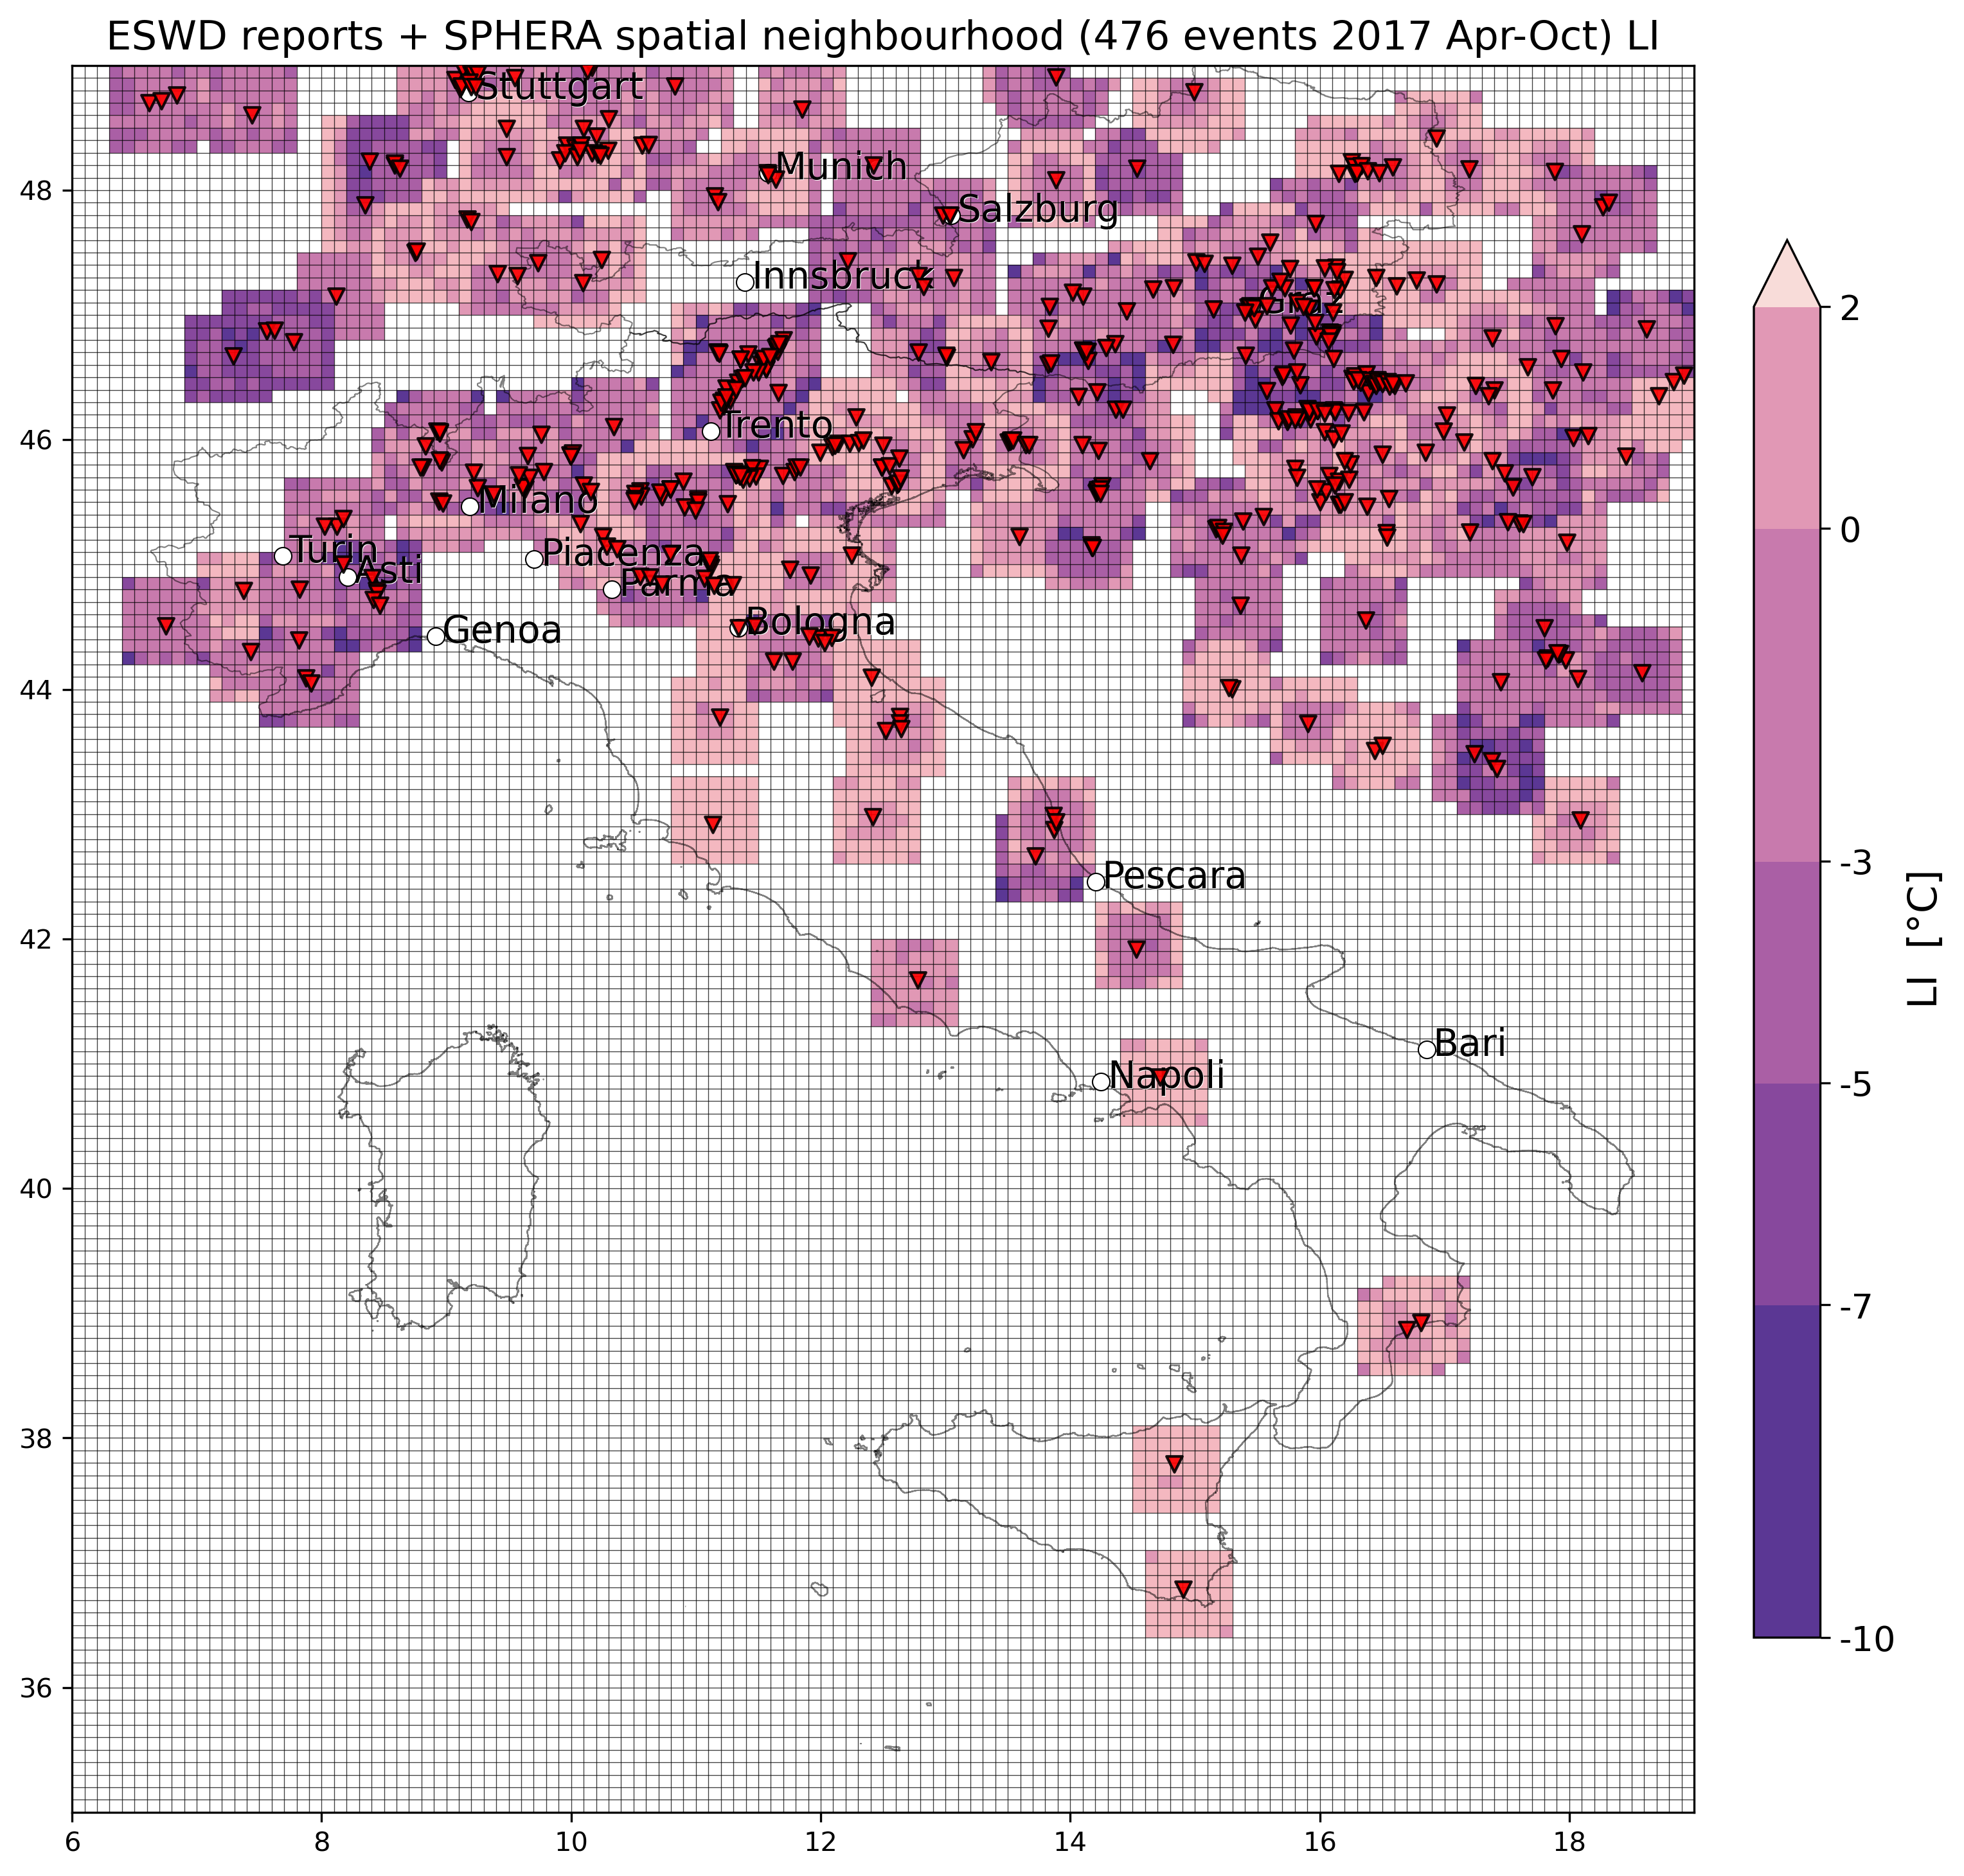 ESWD reports + SPHERA spatial neighbourhood (476 events 2017 Apr-Oct) LI
Stuttgart
Munich
48
Salzburg
Innsbruck
2
Graz
Trento
46
Milano
0
Turin
Piacenza
Asti
Parma
Bologna
Genoa
44
-3
Pescara
LI [°C]
42
-5
Bari
Napoli
40
-7
38
-10
36
6 8 10 12 14 16 18